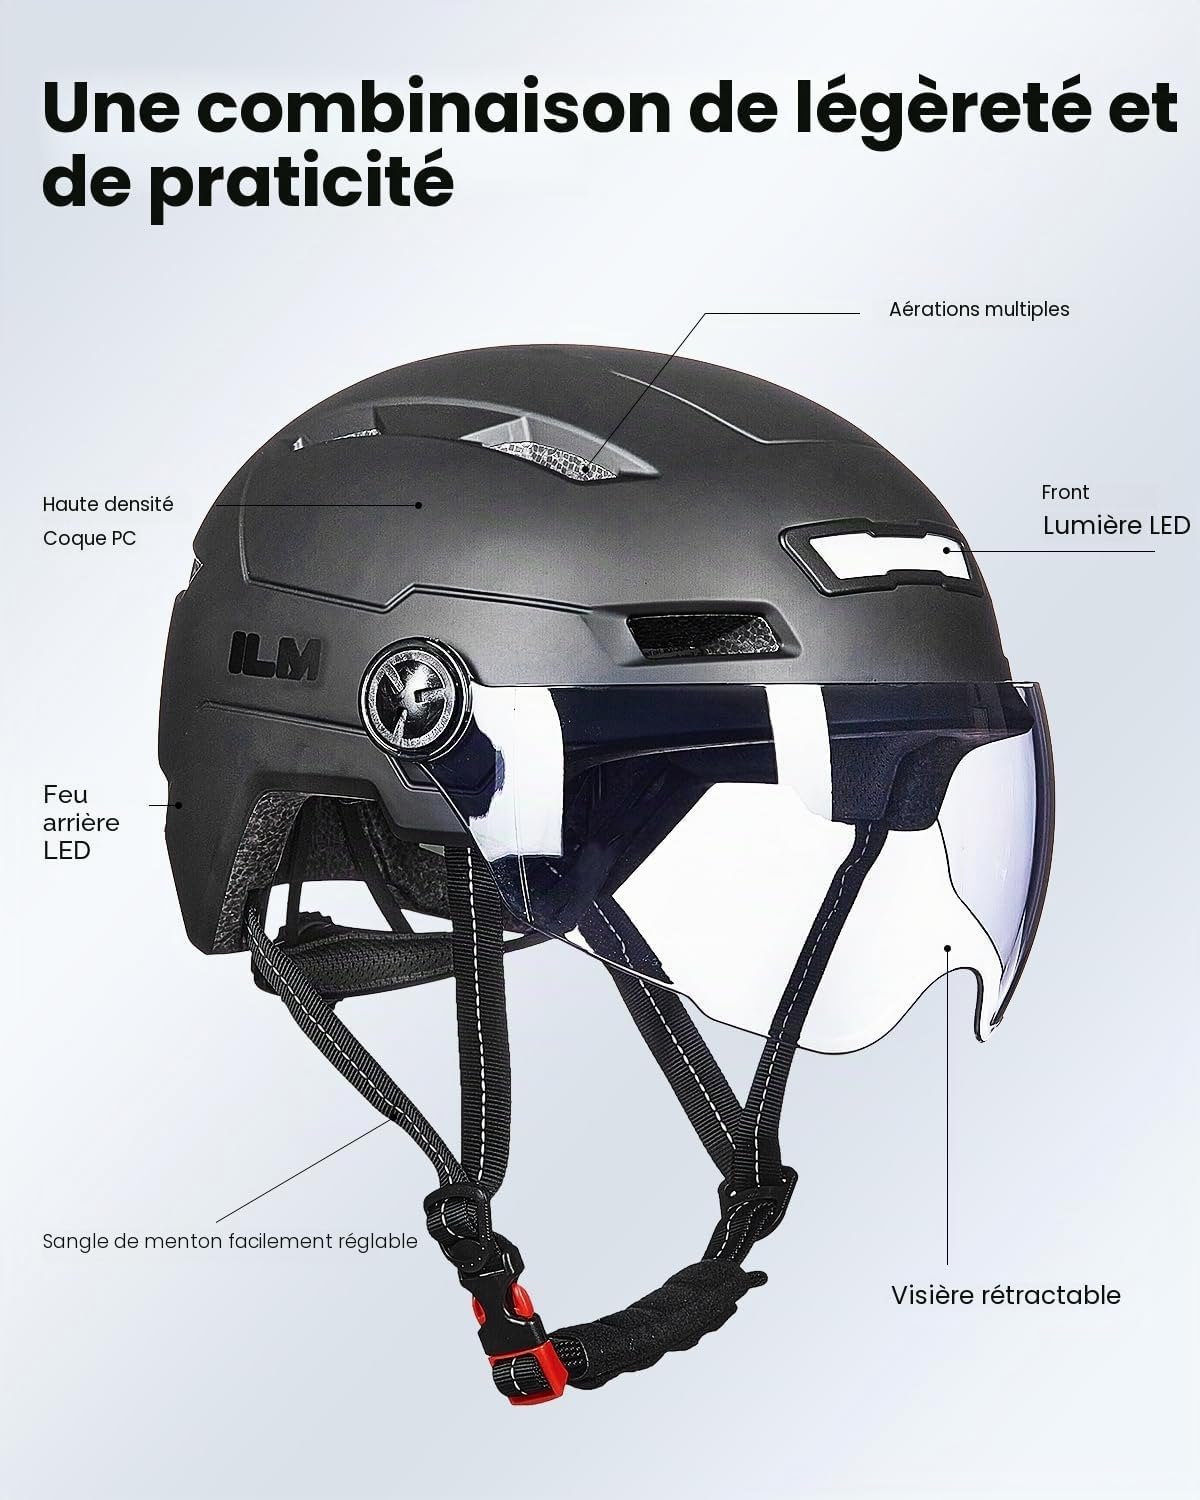 Une combinaison de légèreté et
de praticité
Aérations multiples
Haute densité
Coque PC
Front
Lumière LED
ILM
Feu
arrière
LED
Sangle de menton facilement réglable
Visière rétractable